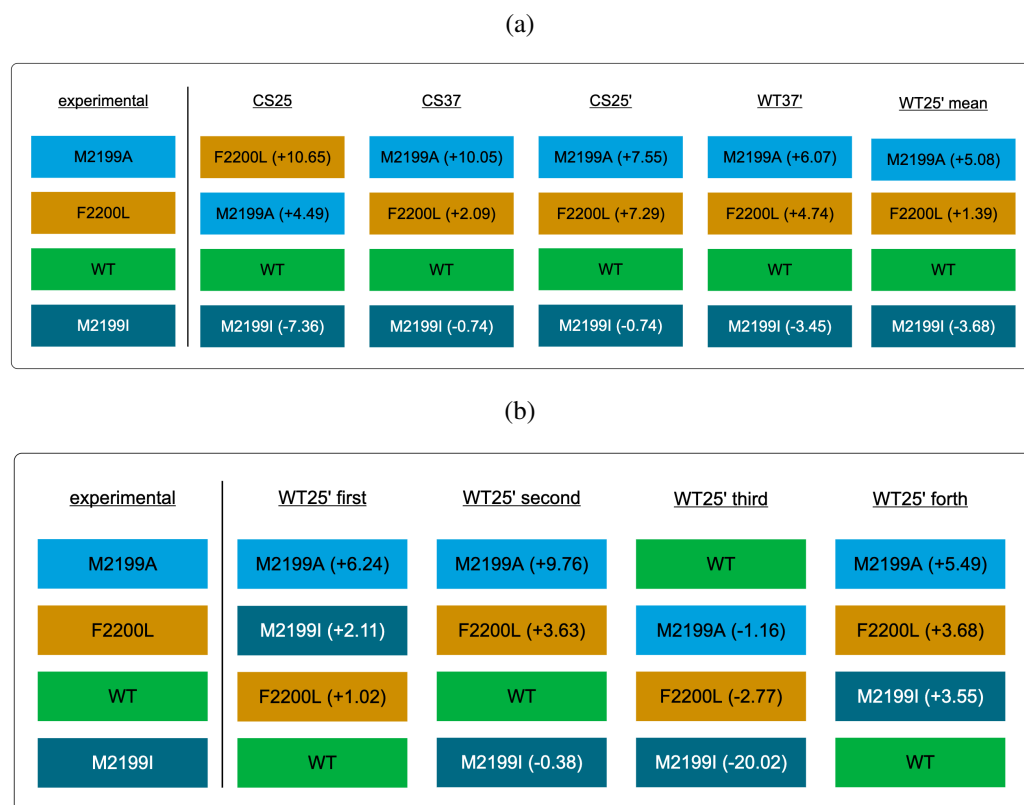 (a)
experimental CS25 CS37 CS25' WT37' WT25' mean
M2199A F2200L (+10.65) M2199A (+10.05) M2199A (+7.55) M2199A (+6.07) M2199A (+5.08)
F2200L M2199A (+4.49) F2200L (+2.09) F2200L (+7.29) F2200L (+4.74) F2200L (+1.39)
WT WT WT WT WT WT
M2199I M2199I (-7.36) M2199I (-0.74) M2199I (-0.74) M2199I (-3.45) M2199I (-3.68)
(b)
experimental WT25' first WT25' second WT25' third WT25' forth
M2199A M2199A (+6.24) M2199A (+9.76) WT M2199A (+5.49)
F2200L M2199I (+2.11) F2200L (+3.63) M2199A (-1.16) F2200L (+3.68)
WT F2200L (+1.02) WT F2200L (-2.77) M2199I (+3.55)
M2199I WT M2199I (-0.38) M2199I (-20.02) WT